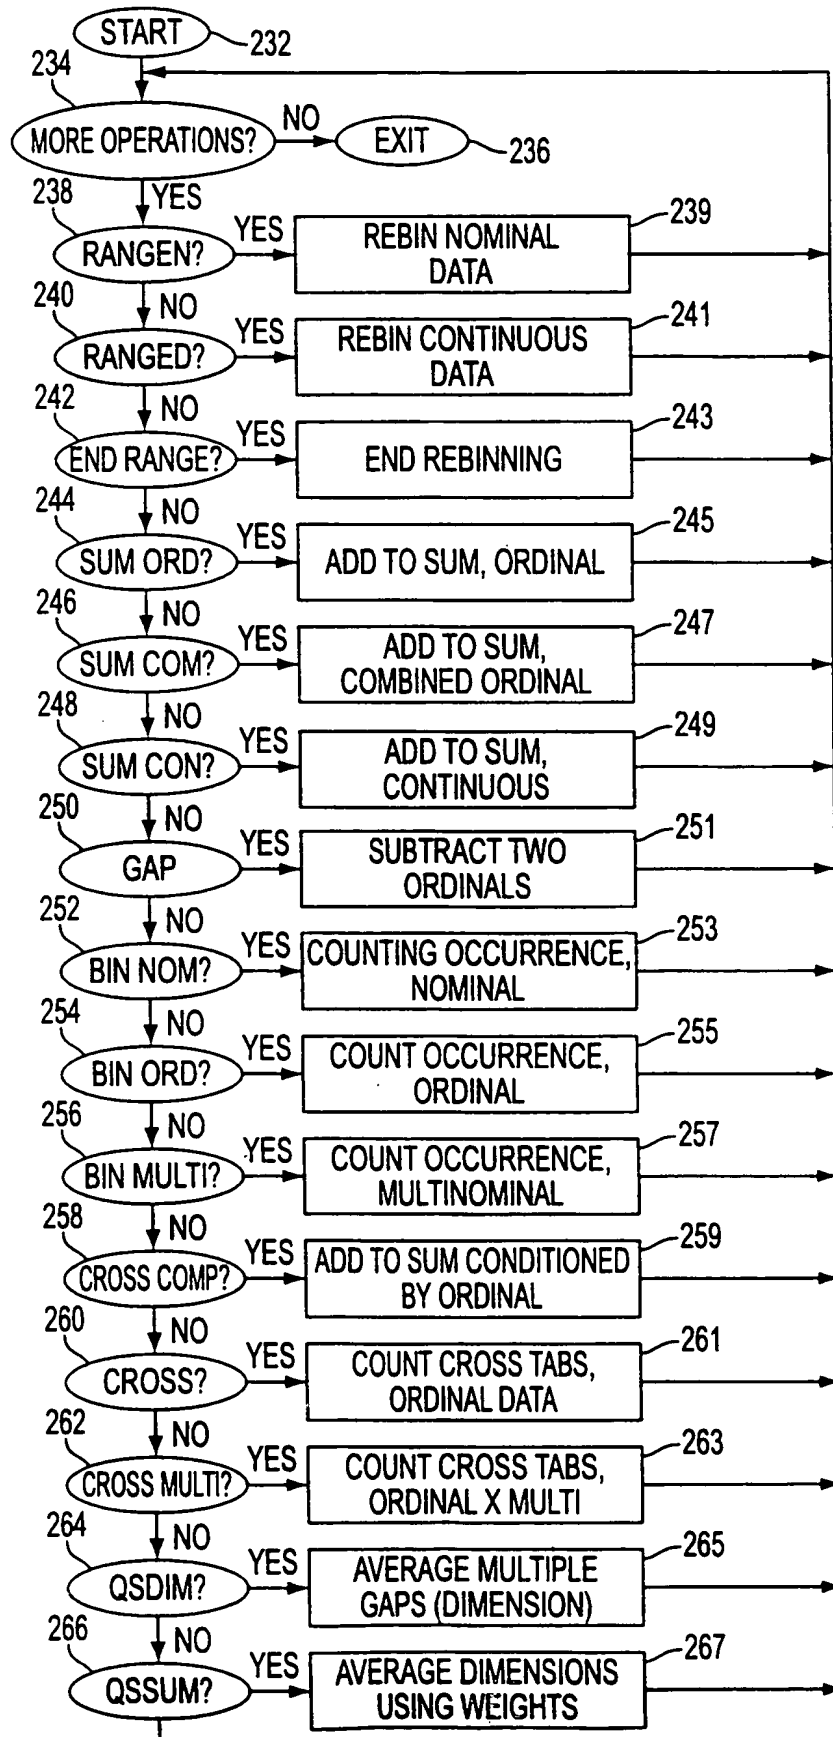 START
232
234
MORE OPERATIONS?
NO
EXIT
236
YES
238
RANGEN?
YES
REBIN NOMINAL
DATA
239
NO
240
RANGED?
YES
REBIN CONTINUOUS
DATA
241
NO
242
END RANGE?
YES
END REBINNING
243
NO
244
SUM ORD?
YES
ADD TO SUM, ORDINAL
245
NO
246
SUM COM?
YES
ADD TO SUM,
COMBINED ORDINAL
247
NO
248
SUM CON?
YES
ADD TO SUM,
CONTINUOUS
249
NO
250
GAP
YES
SUBTRACT TWO
ORDINALS
251
NO
252
BIN NOM?
YES
COUNTING OCCURRENCE,
NOMINAL
253
NO
254
BIN ORD?
YES
COUNT OCCURRENCE,
ORDINAL
255
NO
256
BIN MULTI?
YES
COUNT OCCURRENCE,
MULTINOMINAL
257
NO
258
CROSS COMP?
YES
ADD TO SUM CONDITIONED
BY ORDINAL
259
NO
260
CROSS?
YES
COUNT CROSS TABS,
ORDINAL DATA
261
NO
262
CROSS MULTI?
YES
COUNT CROSS TABS,
ORDINAL X MULTI
263
NO
264
QSDIM?
YES
AVERAGE MULTIPLE
GAPS (DIMENSION)
265
NO
266
QSSUM?
YES
AVERAGE DIMENSIONS
USING WEIGHTS
267